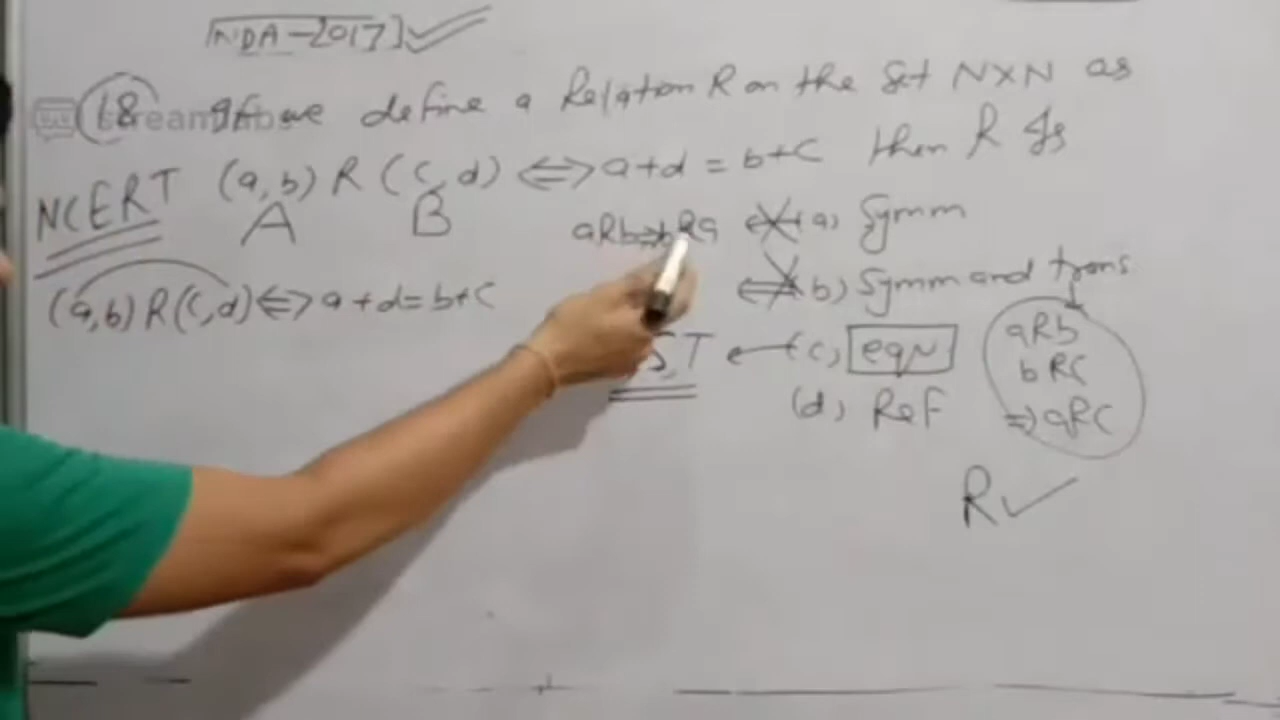 [NDA-2017]
18 If we define a Relation R on the Set NXN as
NCERT (a,b) R (c,d) ⟺ a+d = b+c then R Is
A B
aRb⇒bRa (a) Symm
b) Symm and trans
(a,b) R(c,d)⟺a+d=b+c
S,T (c) eqn
(d) Ref
aRb
bRc
⇒aRc
R✓